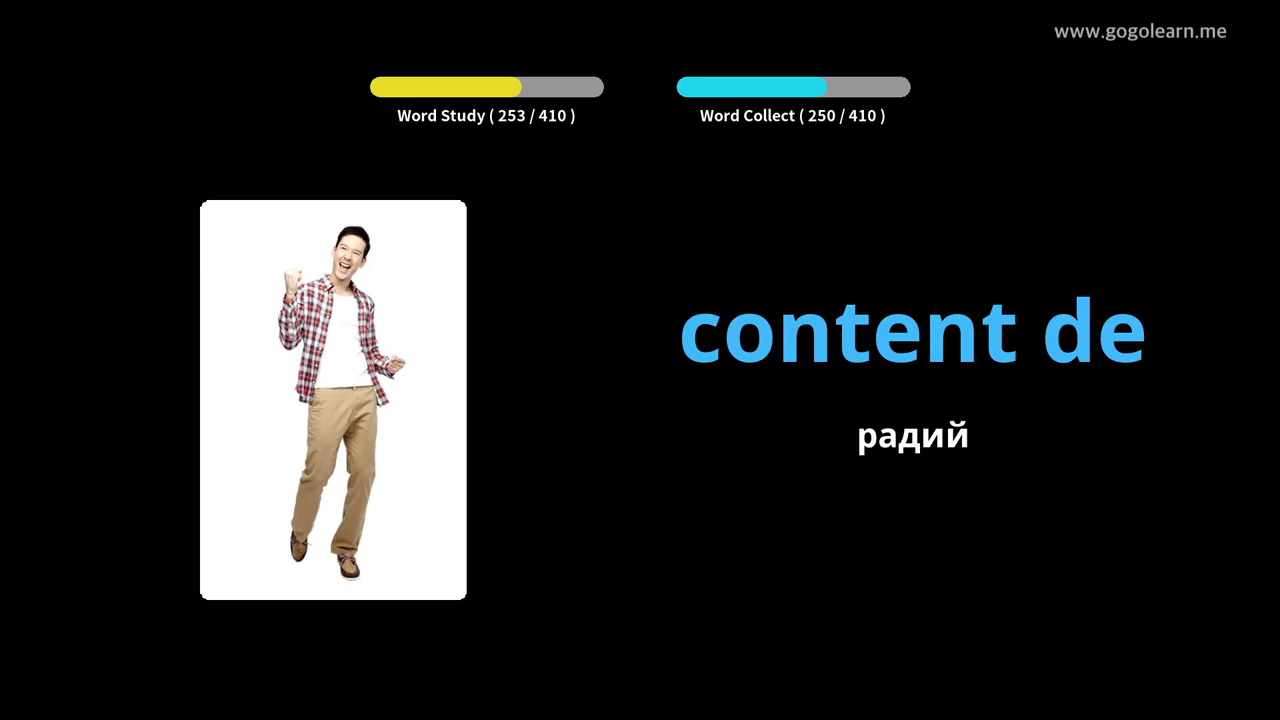 www.gogolearn.me
Word Study ( 253 / 410 )
Word Collect ( 250 / 410 )
content de
радий